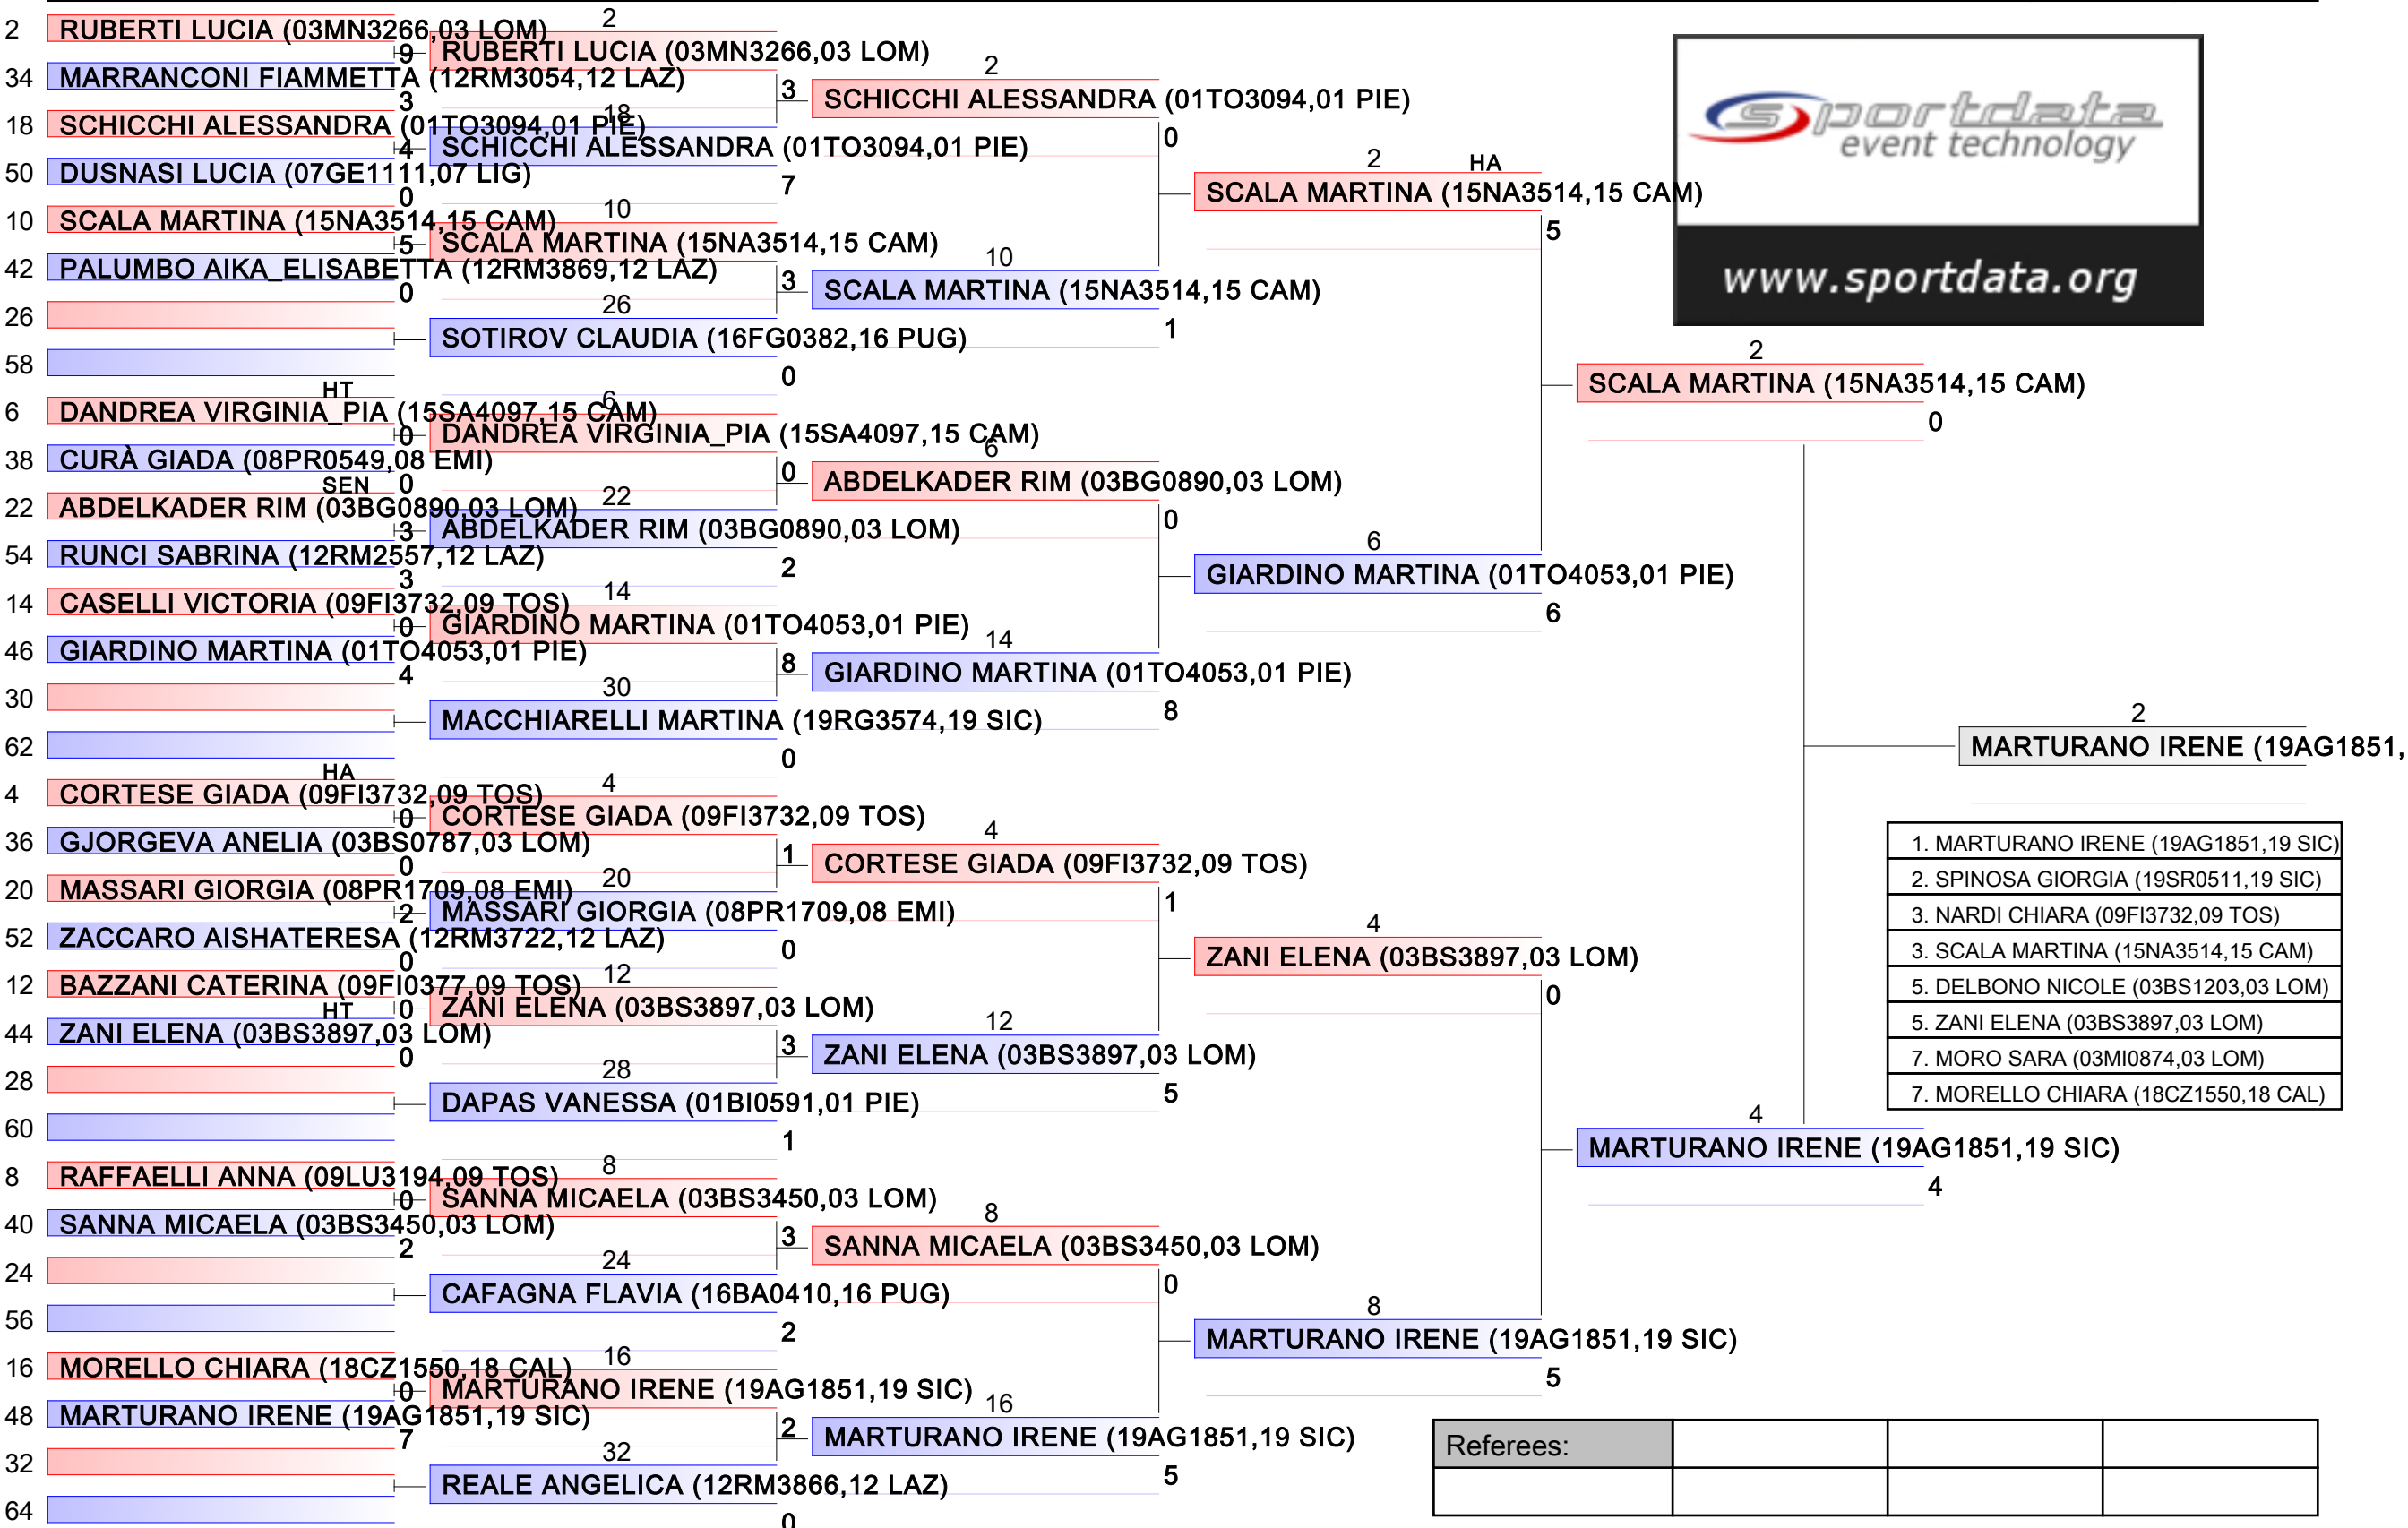 2 RUBERTI LUCIA (03MN3266,03 LOM)
9
34 MARRANCONI FIAMMETTA (12RM3054,12 LAZ)
3
18 SCHICCHI ALESSANDRA (01TO3094,01 PIE)
4
50 DUSNASI LUCIA (07GE1111,07 LIG)
0
10 SCALA MARTINA (15NA3514,15 CAM)
5
42 PALUMBO AIKA_ELISABETTA (12RM3869,12 LAZ)
0
26
58
HT
6 DANDREA VIRGINIA_PIA (15SA4097,15 CAM)
0
38 CURÀ GIADA (08PR0549,08 EMI)
0
SEN
22 ABDELKADER RIM (03BG0890,03 LOM)
3
54 RUNCI SABRINA (12RM2557,12 LAZ)
3
14 CASELLI VICTORIA (09FI3732,09 TOS)
0
46 GIARDINO MARTINA (01TO4053,01 PIE)
4
30
62
HA
4 CORTESE GIADA (09FI3732,09 TOS)
0
36 GJORGEVA ANELIA (03BS0787,03 LOM)
0
20 MASSARI GIORGIA (08PR1709,08 EMI)
2
52 ZACCARO AISHATERESA (12RM3722,12 LAZ)
0
12 BAZZANI CATERINA (09FI0377,09 TOS)
0
HT
44 ZANI ELENA (03BS3897,03 LOM)
0
28
60
8 RAFFAELLI ANNA (09LU3194,09 TOS)
0
40 SANNA MICAELA (03BS3450,03 LOM)
2
24
56
16 MORELLO CHIARA (18CZ1550,18 CAL)
0
48 MARTURANO IRENE (19AG1851,19 SIC)
7
32
64
2
RUBERTI LUCIA (03MN3266,03 LOM)
3
18
SCHICCHI ALESSANDRA (01TO3094,01 PIE)
7
10
SCALA MARTINA (15NA3514,15 CAM)
3
26
SOTIROV CLAUDIA (16FG0382,16 PUG)
0
6
DANDREA VIRGINIA_PIA (15SA4097,15 CAM)
0
22
ABDELKADER RIM (03BG0890,03 LOM)
2
14
GIARDINO MARTINA (01TO4053,01 PIE)
8
30
MACCHIARELLI MARTINA (19RG3574,19 SIC)
0
4
CORTESE GIADA (09FI3732,09 TOS)
1
20
MASSARI GIORGIA (08PR1709,08 EMI)
0
12
ZANI ELENA (03BS3897,03 LOM)
3
28
DAPAS VANESSA (01BI0591,01 PIE)
1
8
SANNA MICAELA (03BS3450,03 LOM)
3
24
CAFAGNA FLAVIA (16BA0410,16 PUG)
2
16
MARTURANO IRENE (19AG1851,19 SIC)
2
32
REALE ANGELICA (12RM3866,12 LAZ)
0
2
SCHICCHI ALESSANDRA (01TO3094,01 PIE)
0
10
SCALA MARTINA (15NA3514,15 CAM)
1
6
ABDELKADER RIM (03BG0890,03 LOM)
0
14
GIARDINO MARTINA (01TO4053,01 PIE)
8
4
CORTESE GIADA (09FI3732,09 TOS)
1
12
ZANI ELENA (03BS3897,03 LOM)
5
8
SANNA MICAELA (03BS3450,03 LOM)
0
16
MARTURANO IRENE (19AG1851,19 SIC)
5
2 HA
SCALA MARTINA (15NA3514,15 CAM)
5
6
GIARDINO MARTINA (01TO4053,01 PIE)
6
4
ZANI ELENA (03BS3897,03 LOM)
0
8
MARTURANO IRENE (19AG1851,19 SIC)
5
sportdata
event technology
www.sportdata.org
2
SCALA MARTINA (15NA3514,15 CAM)
0
4
MARTURANO IRENE (19AG1851,19 SIC)
4
2
MARTURANO IRENE (19AG1851,
1. MARTURANO IRENE (19AG1851,19 SIC)
2. SPINOSA GIORGIA (19SR0511,19 SIC)
3. NARDI CHIARA (09FI3732,09 TOS)
3. SCALA MARTINA (15NA3514,15 CAM)
5. DELBONO NICOLE (03BS1203,03 LOM)
5. ZANI ELENA (03BS3897,03 LOM)
7. MORO SARA (03MI0874,03 LOM)
7. MORELLO CHIARA (18CZ1550,18 CAL)
Referees: